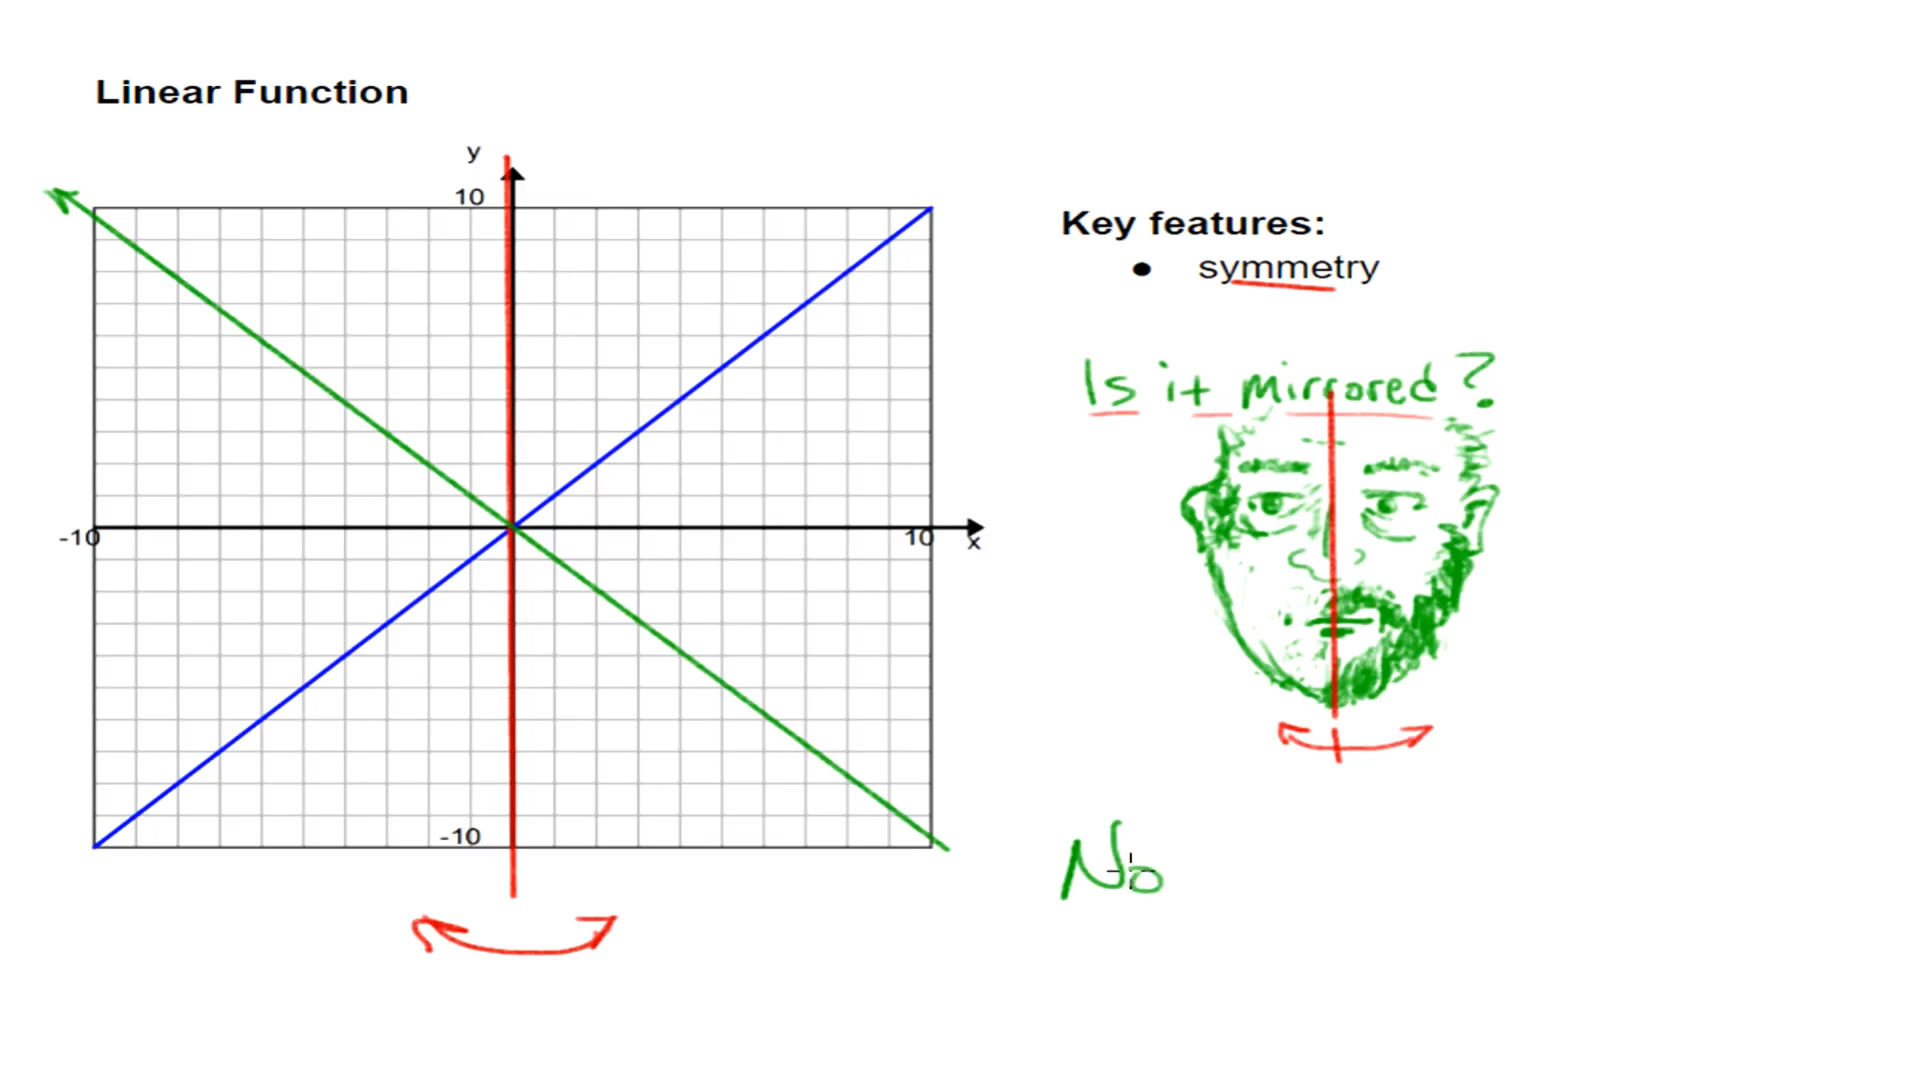 Linear Function
y
10
-10
10
x
-10
Key features:
● symmetry
Is it mirrored?
No